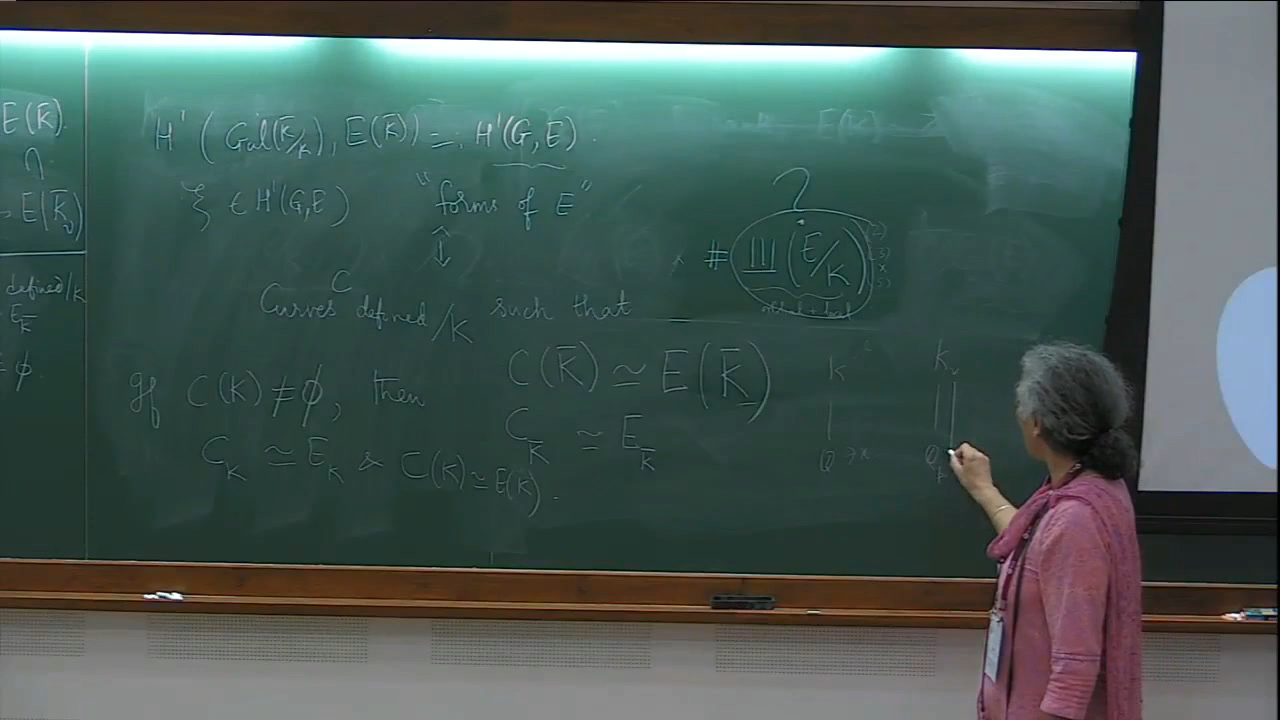 E(K̄)
∩
E(K̄_v)
defined/K
E_K̄
≠ ∅.
H¹(Gal(K̄/K), E(K̄)) =: H¹(G, E).
ξ ∈ H¹(G, E) "forms of E"
↕
C
Curves defined/K such that
C(K̄) ≃ E(K̄)
If C(K) ≠ ∅, then
C_K̄ ≃ E_K̄
C_K ≃ E_K & C(K) ≃ E(K).
?
# Ш(E/K)
K
|
Q
K_v
||
Q